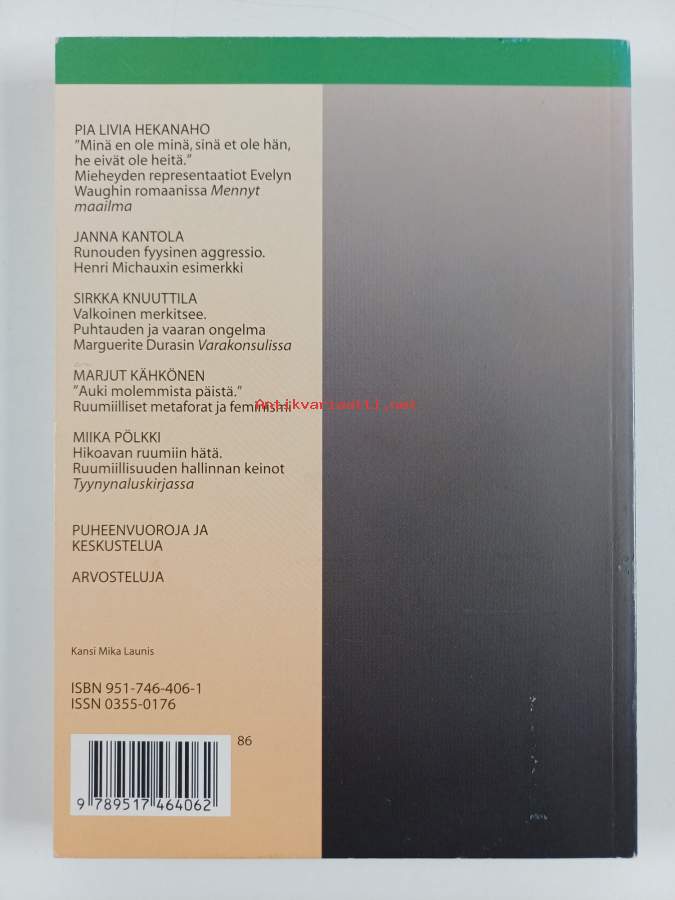 PIA LIVIA HEKANAHO
”Minä en ole minä, sinä et ole hän,
he eivät ole heitä.”
Mieheyden representaatiot Evelyn
Waughin romaanissa Mennyt
maailma
JANNA KANTOLA
Runouden fyysinen aggressio.
Henri Michauxin esimerkki
SIRKKA KNUUTTILA
Valkoinen merkitsee.
Puhtauden ja vaaran ongelma
Marguerite Durasin Varakonsulissa
MARJUT KÄHKÖNEN
”Auki molemmista päistä.”
Ruumiilliset metaforat ja feminismi
Antikvariaatti.net
MIIKA PÖLKKI
Hikoavan ruumiin hätä.
Ruumiillisuuden hallinnan keinot
Tyynynaluskirjassa
PUHEENVUOROJA JA
KESKUSTELUA
ARVOSTELUJA
Kansi Mika Launis
ISBN 951-746-406-1
ISSN 0355-0176
86
9 789517 464062